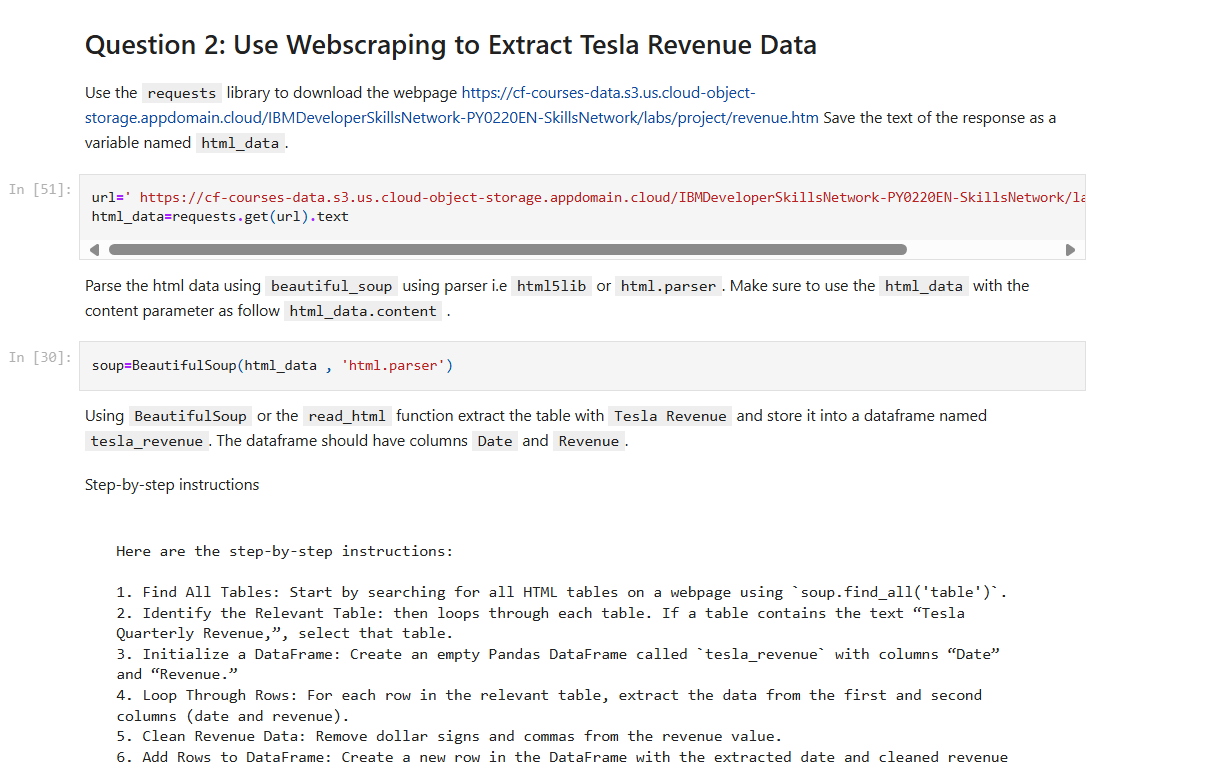 Question 2: Use Webscraping to Extract Tesla Revenue Data
Use the requests library to download the webpage https://cf-courses-data.s3.us.cloud-object-
storage.appdomain.cloud/IBMDeveloperSkillsNetwork-PY0220EN-SkillsNetwork/labs/project/revenue.htm Save the text of the response as a
variable named html_data.
In [51]:
url=' https://cf-courses-data.s3.us.cloud-object-storage.appdomain.cloud/IBMDeveloperSkillsNetwork-PY0220EN-SkillsNetwork/la
html_data=requests.get(url).text
Parse the html data using beautiful_soup using parser i.e html5lib or html.parser. Make sure to use the html_data with the
content parameter as follow html_data.content .
In [30]:
soup=BeautifulSoup(html_data , 'html.parser')
Using BeautifulSoup or the read_html function extract the table with Tesla Revenue and store it into a dataframe named
tesla_revenue. The dataframe should have columns Date and Revenue.
Step-by-step instructions
Here are the step-by-step instructions:
1. Find All Tables: Start by searching for all HTML tables on a webpage using `soup.find_all('table')`.
2. Identify the Relevant Table: then loops through each table. If a table contains the text “Tesla
Quarterly Revenue,”, select that table.
3. Initialize a DataFrame: Create an empty Pandas DataFrame called `tesla_revenue` with columns “Date”
and “Revenue.”
4. Loop Through Rows: For each row in the relevant table, extract the data from the first and second
columns (date and revenue).
5. Clean Revenue Data: Remove dollar signs and commas from the revenue value.
6. Add Rows to DataFrame: Create a new row in the DataFrame with the extracted date and cleaned revenue